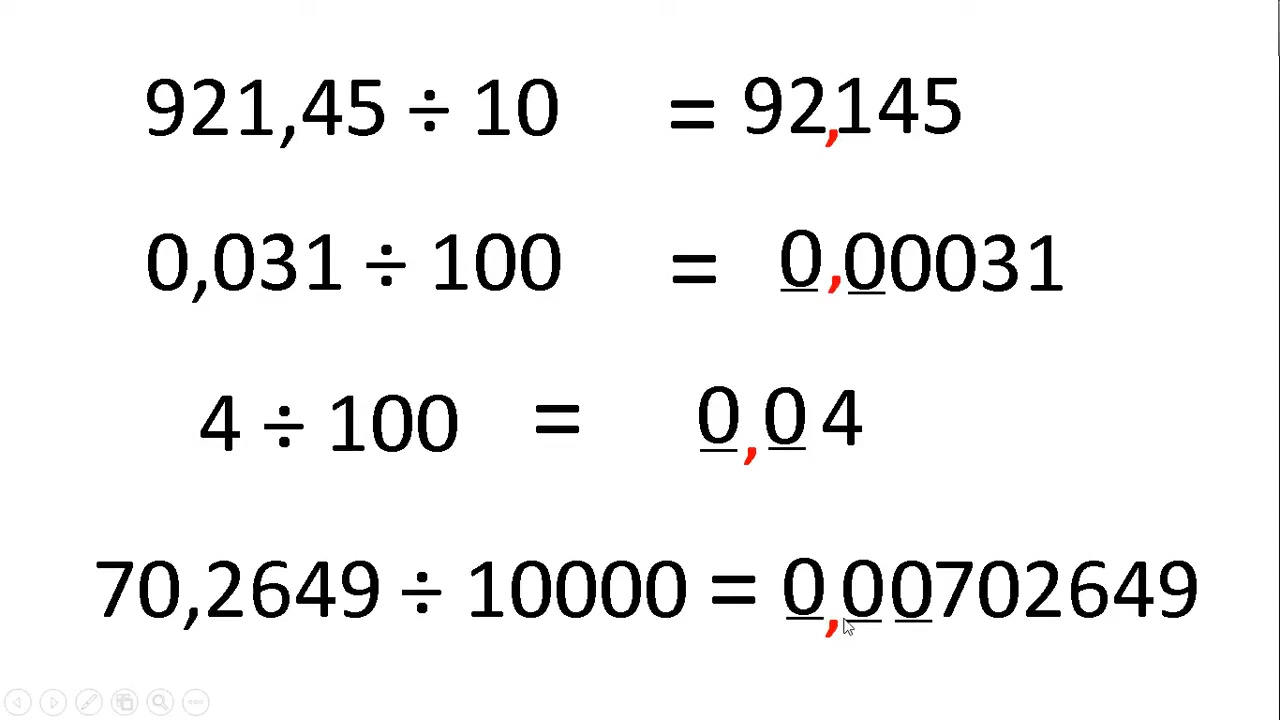 921,45 ÷ 10 = 92,145
0,031 ÷ 100 = 0,00031
4 ÷ 100 = 0,04
70,2649 ÷ 10000 = 0,00702649